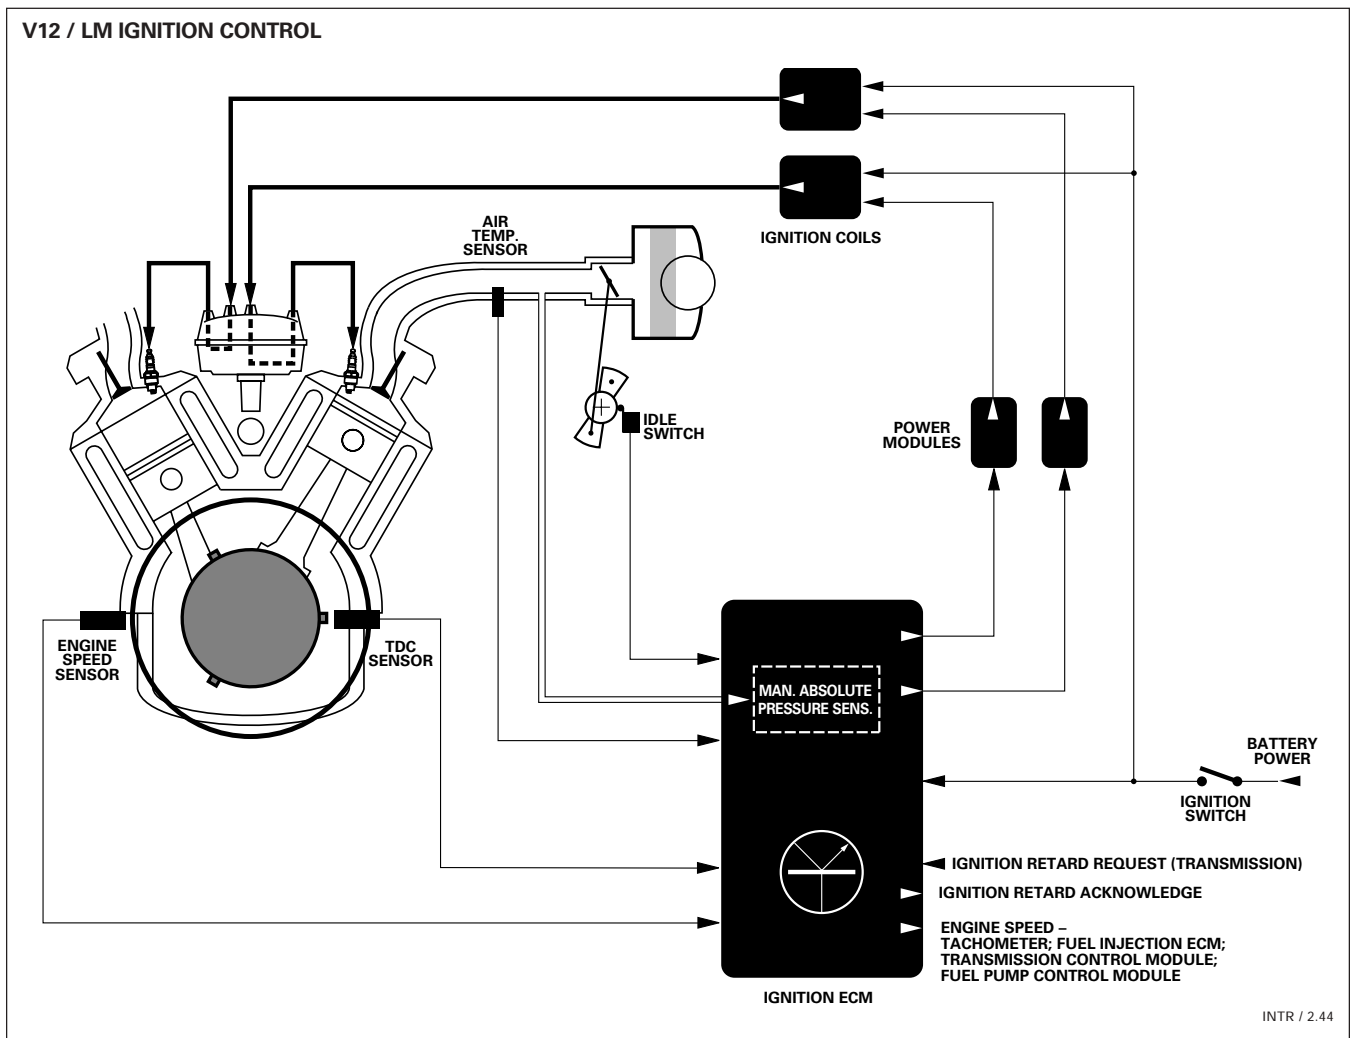 V12 / LM IGNITION CONTROL
IGNITION COILS
AIR
TEMP.
SENSOR
IDLE
SWITCH
POWER
MODULES
ENGINE
SPEED
SENSOR
TDC
SENSOR
MAN. ABSOLUTE
PRESSURE SENS.
BATTERY
POWER
IGNITION
SWITCH
IGNITION RETARD REQUEST (TRANSMISSION)
IGNITION RETARD ACKNOWLEDGE
ENGINE SPEED –
TACHOMETER; FUEL INJECTION ECM;
TRANSMISSION CONTROL MODULE;
FUEL PUMP CONTROL MODULE
IGNITION ECM
INTR / 2.44